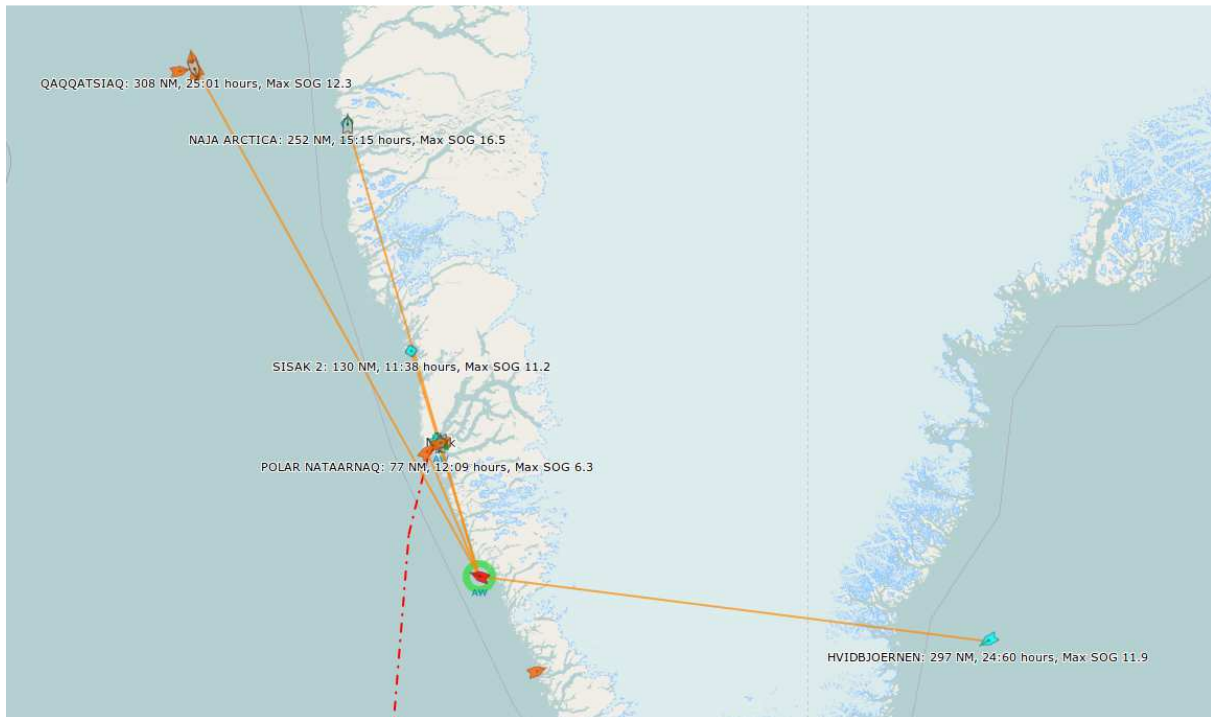 QAQQATSIAQ: 308 NM, 25:01 hours, Max SOG 12.3
NAJA ARCTICA: 252 NM, 15:15 hours, Max SOG 16.5
SISAK 2: 130 NM, 11:38 hours, Max SOG 11.2
POLAR NATAARNAQ: 77 NM, 12:09 hours, Max SOG 6.3
AW
HVIDBJOERNEN: 297 NM, 24:60 hours, Max SOG 11.9